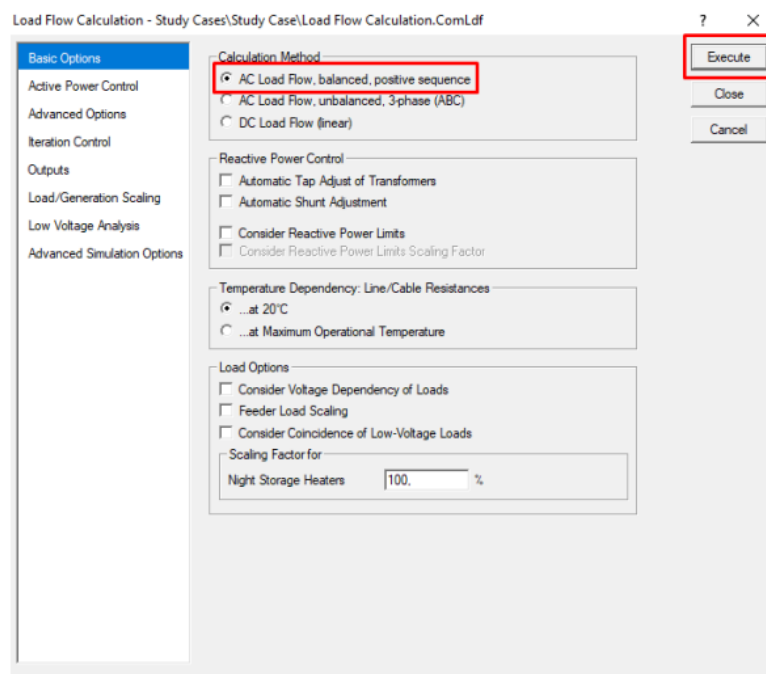 Load Flow Calculation - Study Cases\Study Case\Load Flow Calculation.ComLdf ? ×
Basic Options
Active Power Control
Advanced Options
Iteration Control
Outputs
Load/Generation Scaling
Low Voltage Analysis
Advanced Simulation Options
Calculation Method
AC Load Flow, balanced, positive sequence
AC Load Flow, unbalanced, 3-phase (ABC)
DC Load Flow (linear)
Reactive Power Control
Automatic Tap Adjust of Transformers
Automatic Shunt Adjustment
Consider Reactive Power Limits
Consider Reactive Power Limits Scaling Factor
Temperature Dependency: Line/Cable Resistances
...at 20°C
...at Maximum Operational Temperature
Load Options
Consider Voltage Dependency of Loads
Feeder Load Scaling
Consider Coincidence of Low-Voltage Loads
Scaling Factor for
Night Storage Heaters 100, %
Execute
Close
Cancel